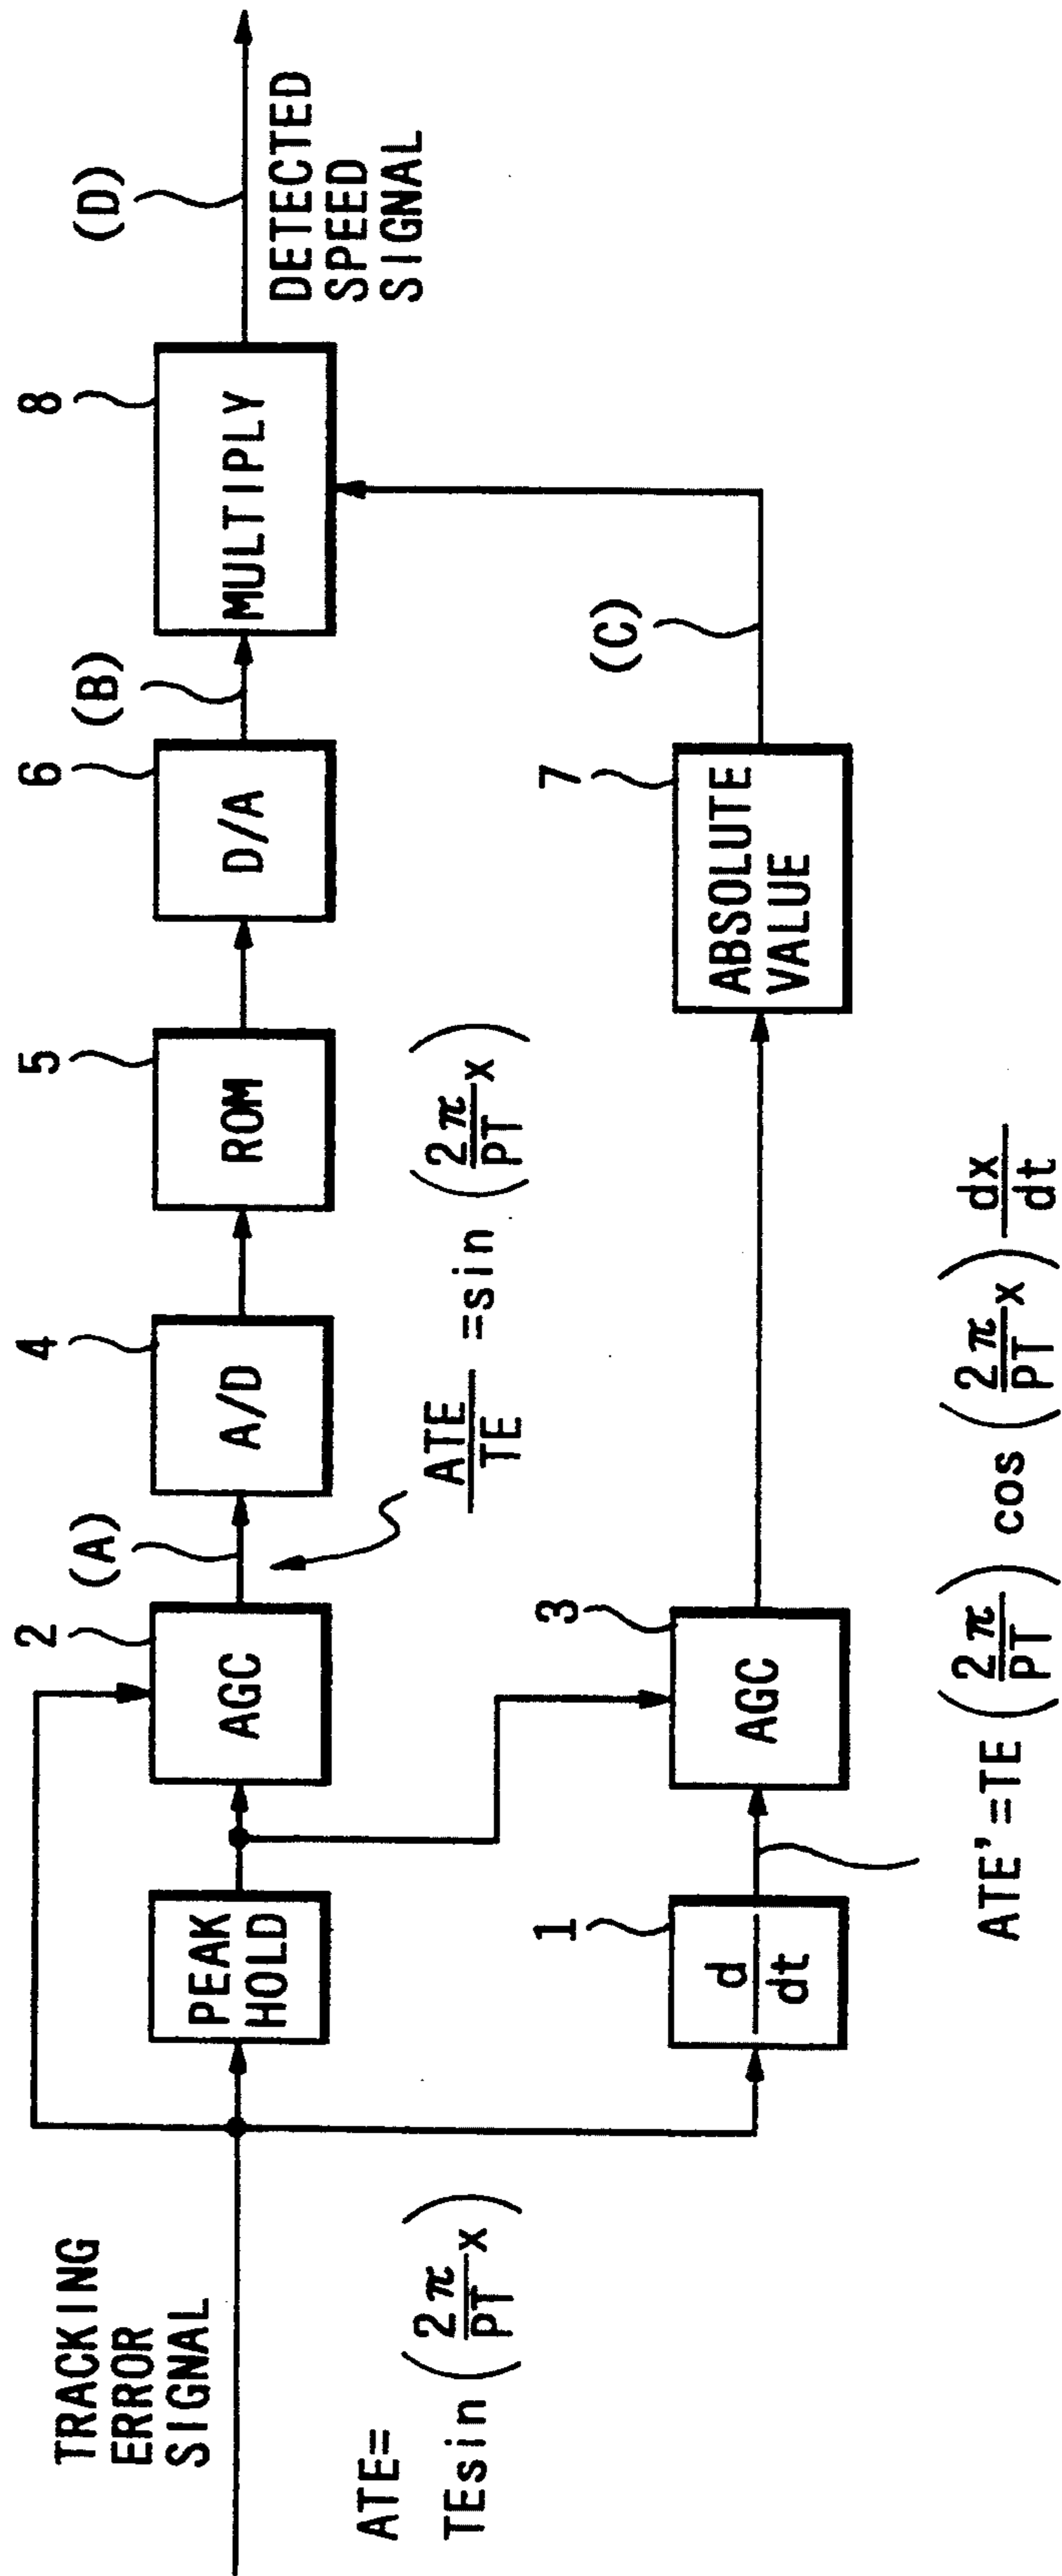 TRACKING
ERROR
SIGNAL
ATE=
TEsin (2π/PT x)
PEAK
HOLD
2
AGC
(A)
ATE/TE =sin (2π/PT x)
4
A/D
5
ROM
6
D/A
(B)
8
MULTIPLY
(D)
DETECTED
SPEED
SIGNAL
1
d/dt
ATE'=TE (2π/PT) cos (2π/PT x) dx/dt
3
AGC
7
ABSOLUTE
VALUE
(C)